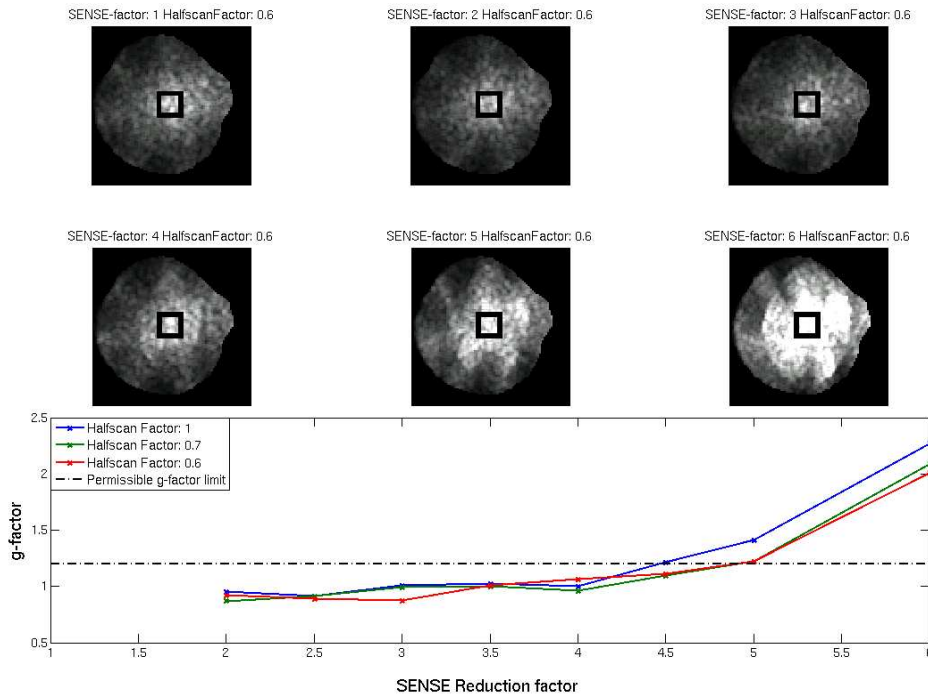 SENSE-factor: 1 HalfscanFactor: 0.6
SENSE-factor: 2 HalfscanFactor: 0.6
SENSE-factor: 3 HalfscanFactor: 0.6
SENSE-factor: 4 HalfscanFactor: 0.6
SENSE-factor: 5 HalfscanFactor: 0.6
SENSE-factor: 6 HalfscanFactor: 0.6
2.5
2
1.5
1
0.5
g-factor
Halfscan Factor: 1
Halfscan Factor: 0.7
Halfscan Factor: 0.6
Permissible g-factor limit
1 1.5 2 2.5 3 3.5 4 4.5 5 5.5 6
SENSE Reduction factor